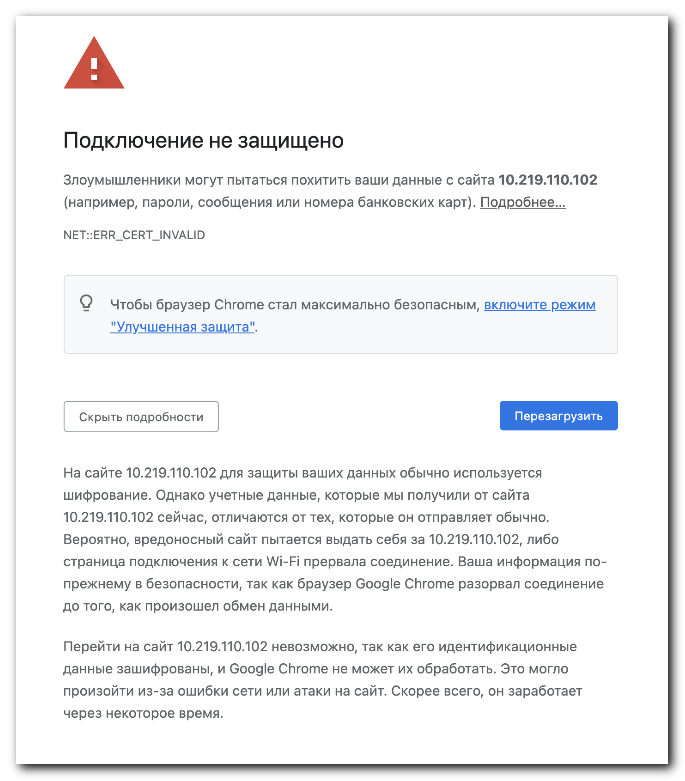 Подключение не защищено
Злоумышленники могут пытаться похитить ваши данные с сайта 10.219.110.102
(например, пароли, сообщения или номера банковских карт). Подробнее...
NET::ERR_CERT_INVALID
Чтобы браузер Chrome стал максимально безопасным, включите режим
"Улучшенная защита".
Скрыть подробности
Перезагрузить
На сайте 10.219.110.102 для защиты ваших данных обычно используется
шифрование. Однако учетные данные, которые мы получили от сайта
10.219.110.102 сейчас, отличаются от тех, которые он отправляет обычно.
Вероятно, вредоносный сайт пытается выдать себя за 10.219.110.102, либо
страница подключения к сети Wi-Fi прервала соединение. Ваша информация по-
прежнему в безопасности, так как браузер Google Chrome разорвал соединение
до того, как произошел обмен данными.
Перейти на сайт 10.219.110.102 невозможно, так как его идентификационные
данные зашифрованы, и Google Chrome не может их обработать. Это могло
произойти из-за ошибки сети или атаки на сайт. Скорее всего, он заработает
через некоторое время.